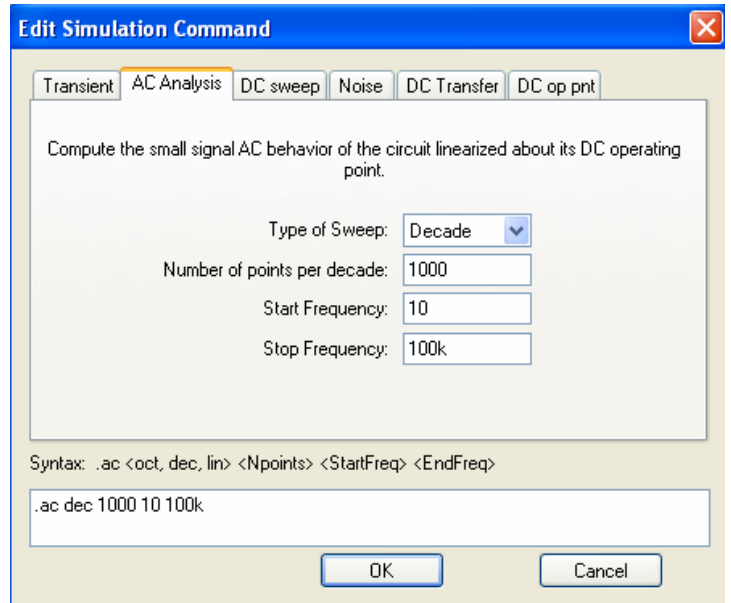 Edit Simulation Command
Transient AC Analysis DC sweep Noise DC Transfer DC op pnt
Compute the small signal AC behavior of the circuit linearized about its DC operating
point.
Type of Sweep: Decade
Number of points per decade: 1000
Start Frequency: 10
Stop Frequency: 100k
Syntax: .ac <oct, dec, lin> <Npoints> <StartFreq> <EndFreq>
.ac dec 1000 10 100k
OK Cancel